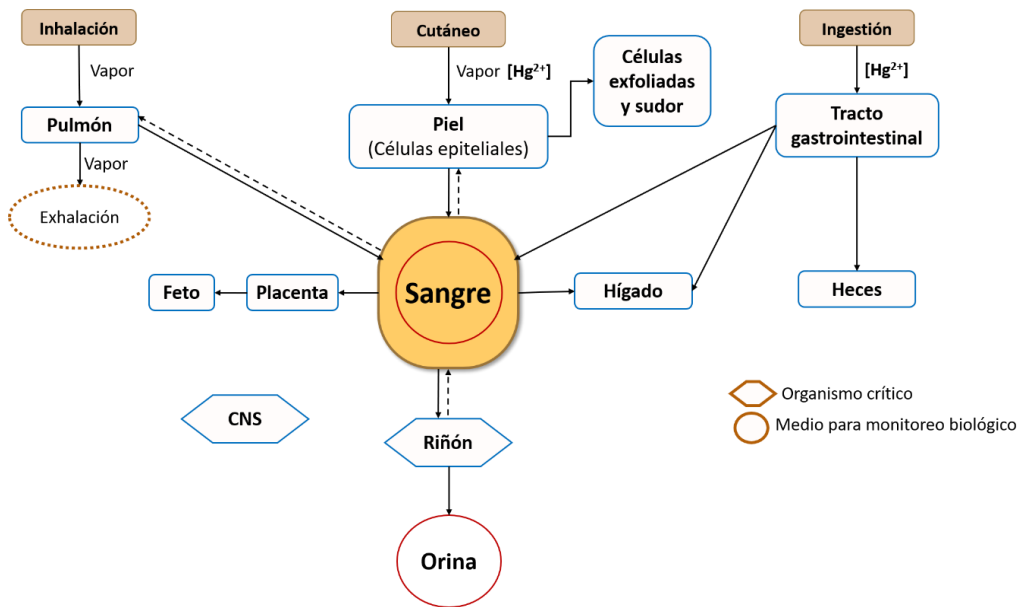 Inhalación
Cutáneo
Ingestión
Vapor
Vapor [Hg²⁺]
Células
exfoliadas
y sudor
[Hg²⁺]
Pulmón
Piel
(Células epiteliales)
Tracto
gastrointestinal
Vapor
Exhalación
Feto
Placenta
Sangre
Hígado
Heces
Organismo crítico
Medio para monitoreo biológico
CNS
Riñón
Orina